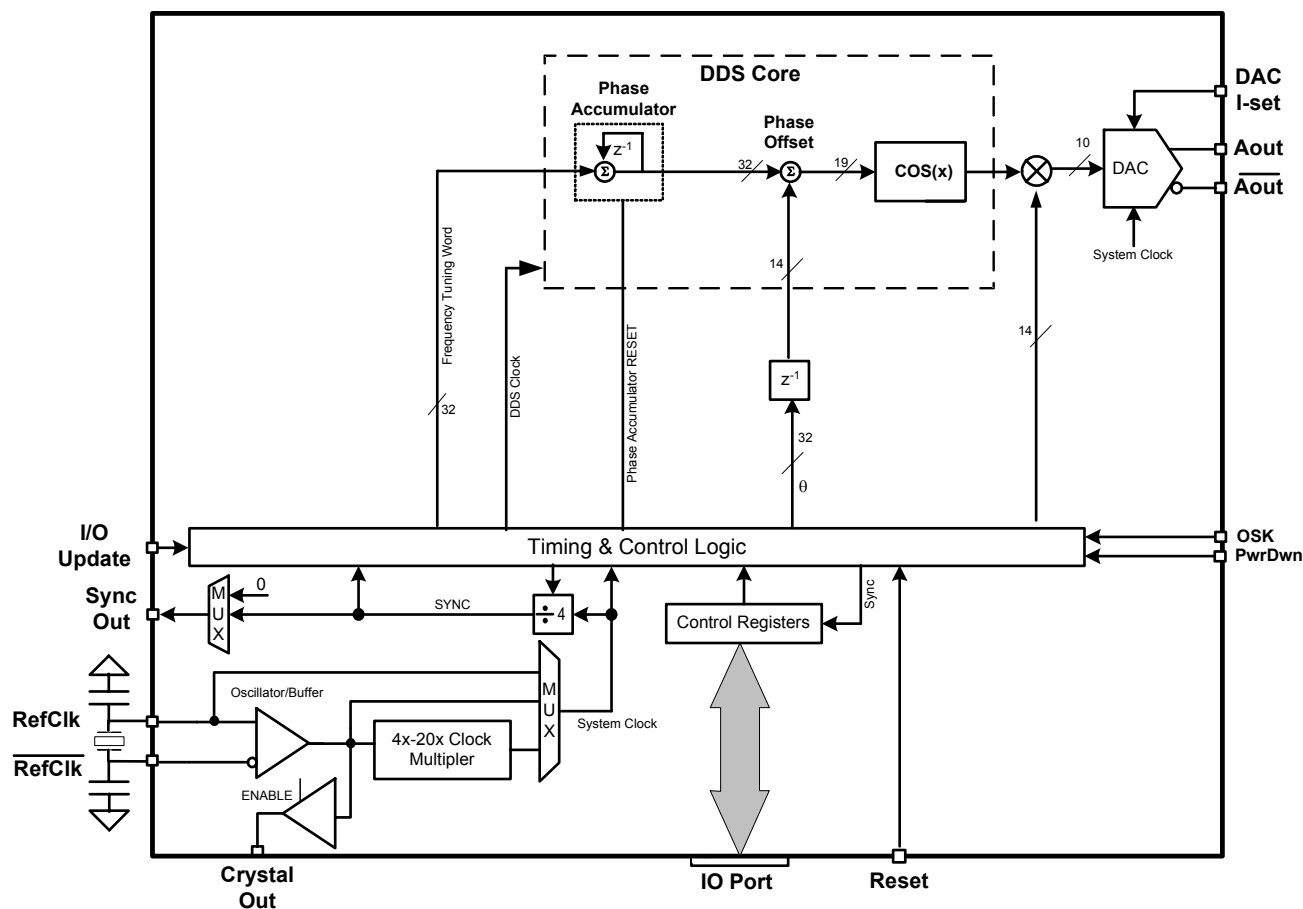 DDS Core
Phase
Accumulator
z-1
Σ
Phase
Offset
32
Σ
19
COS(x)
10
DAC
System Clock
DAC
I-set
Aout
Aout
14
14
Frequency Tuning Word
32
DDS Clock
Phase Accumulator RESET
z-1
32
θ
I/O
Update
Timing & Control Logic
OSK
PwrDwn
Sync
Out
MUX
0
SYNC
÷ 4
Control Registers
Sync
RefClk
RefClk
Oscillator/Buffer
4x-20x Clock
Multipler
MUX
System Clock
ENABLE
Crystal
Out
IO Port
Reset